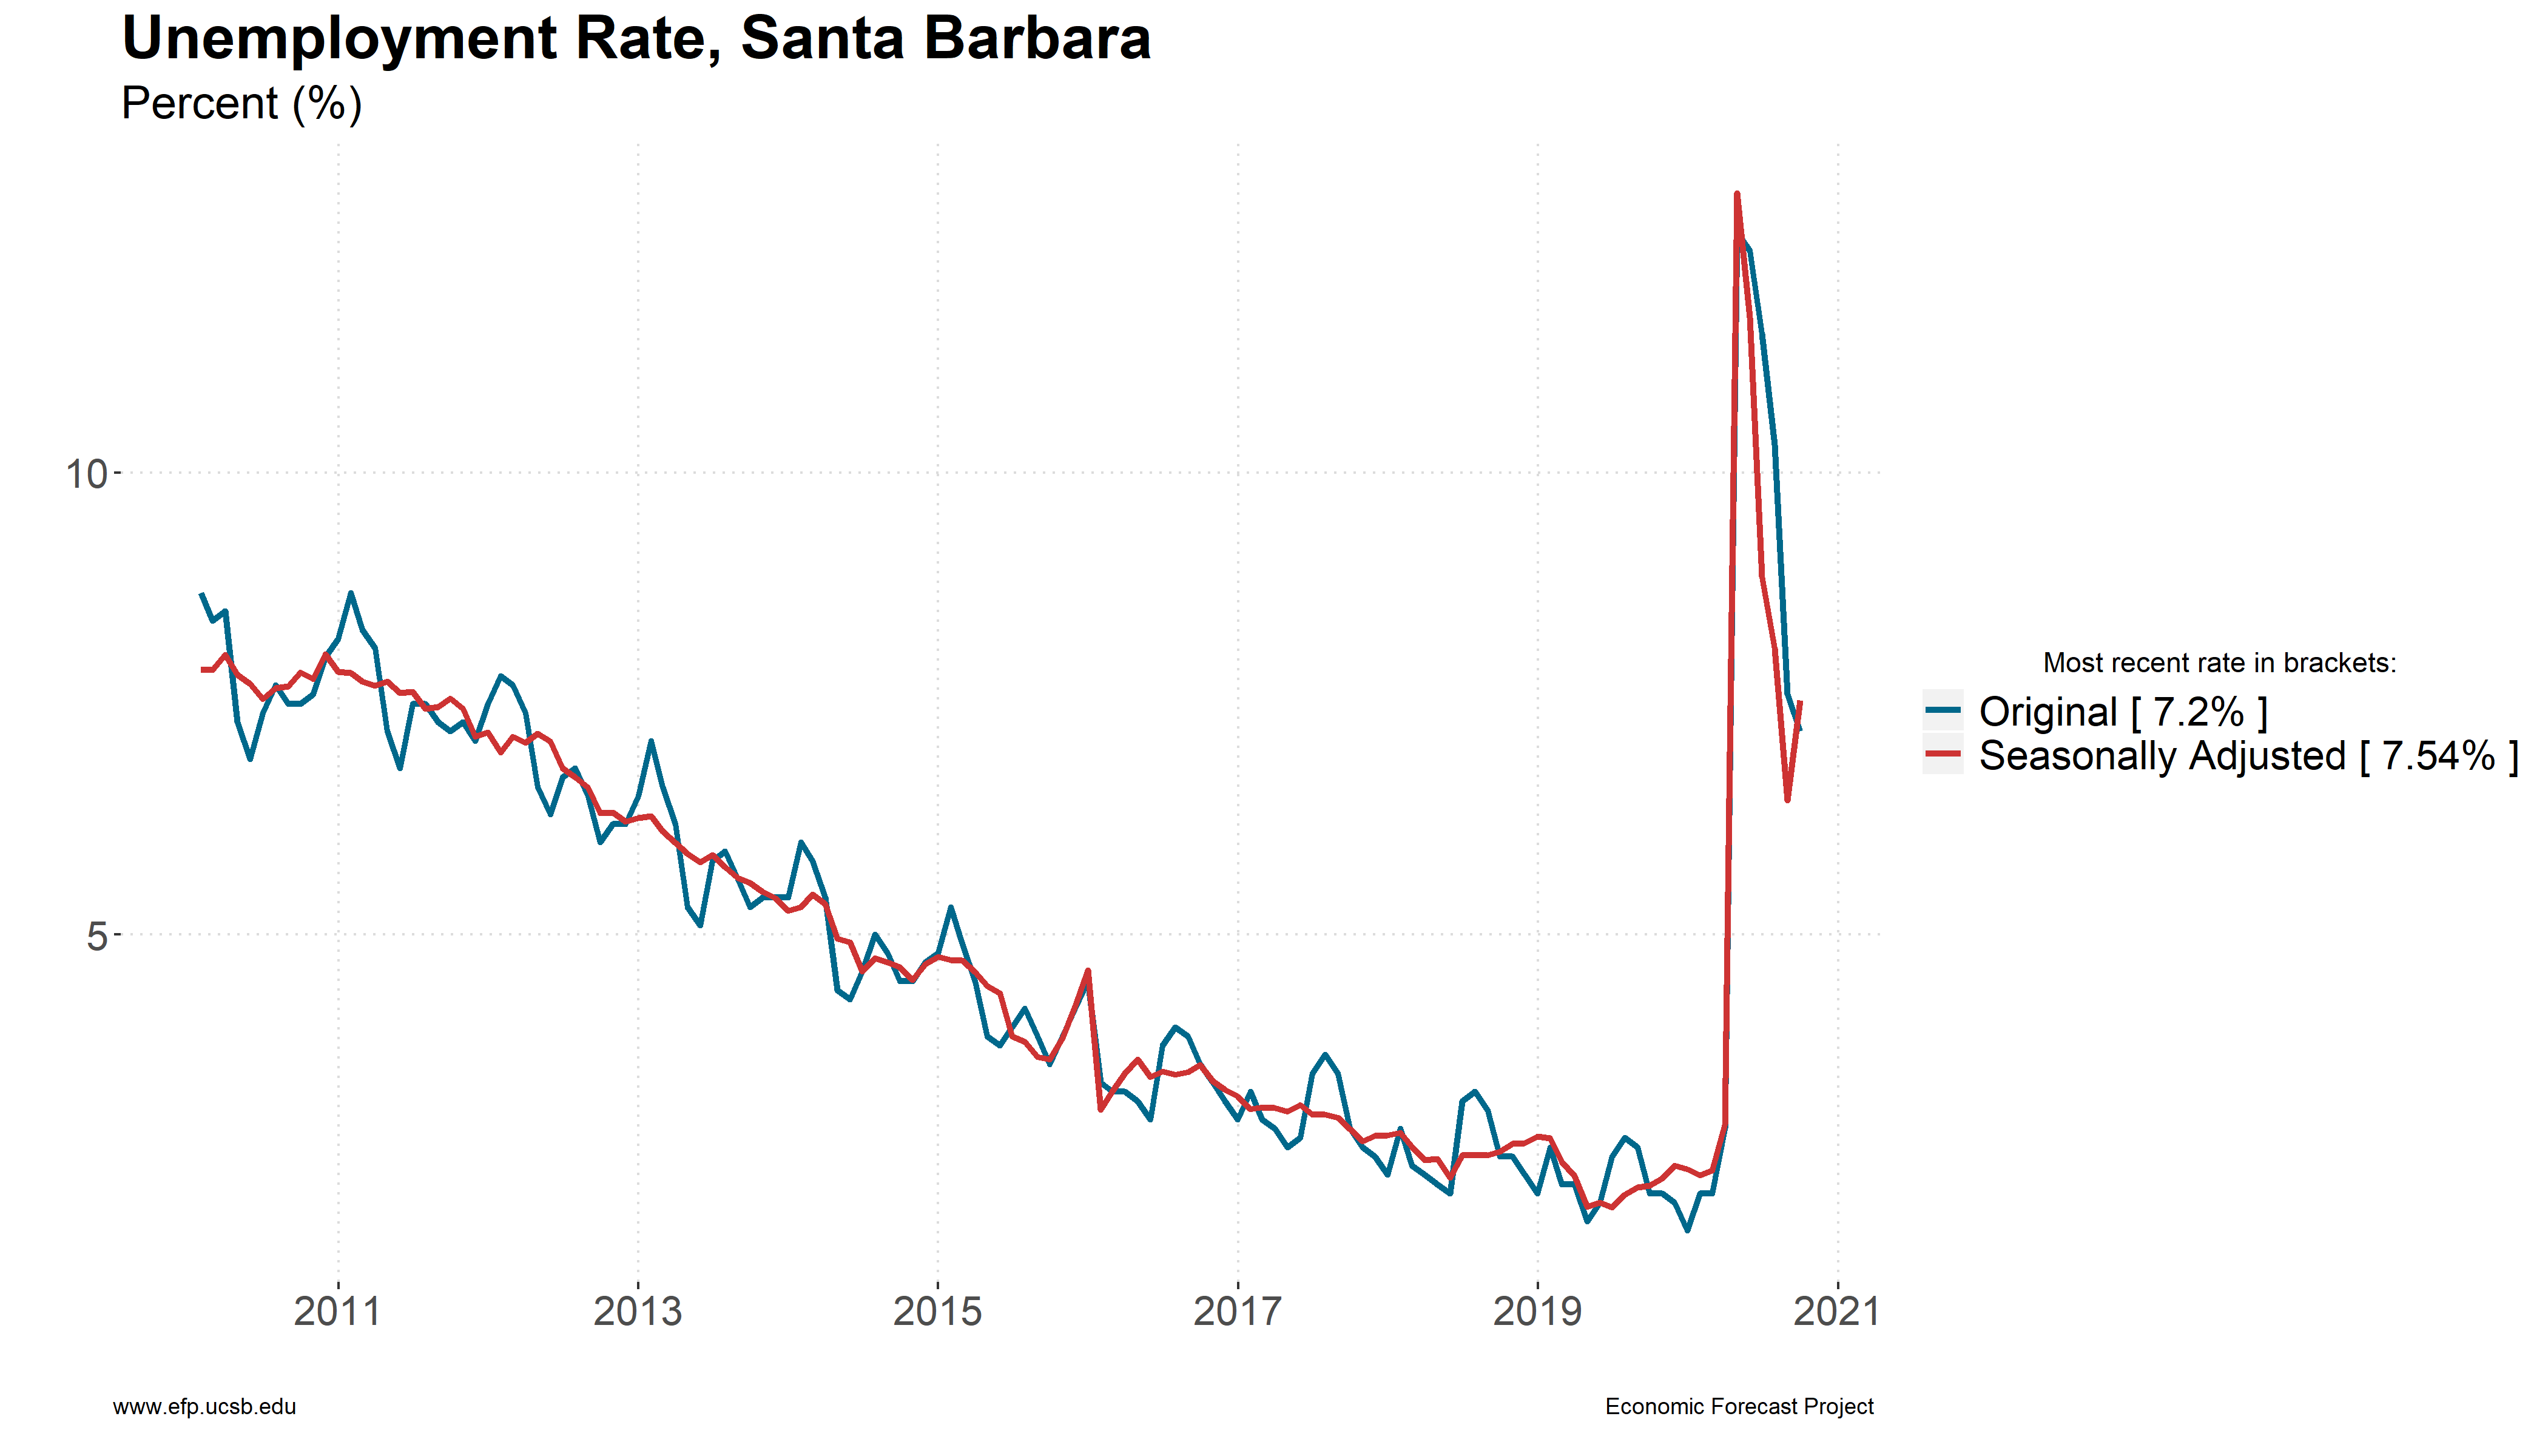 Unemployment Rate, Santa Barbara
Percent (%)
10
5
Most recent rate in brackets:
Original [ 7.2% ]
Seasonally Adjusted [ 7.54% ]
2011 2013 2015 2017 2019 2021
www.efp.ucsb.edu Economic Forecast Project